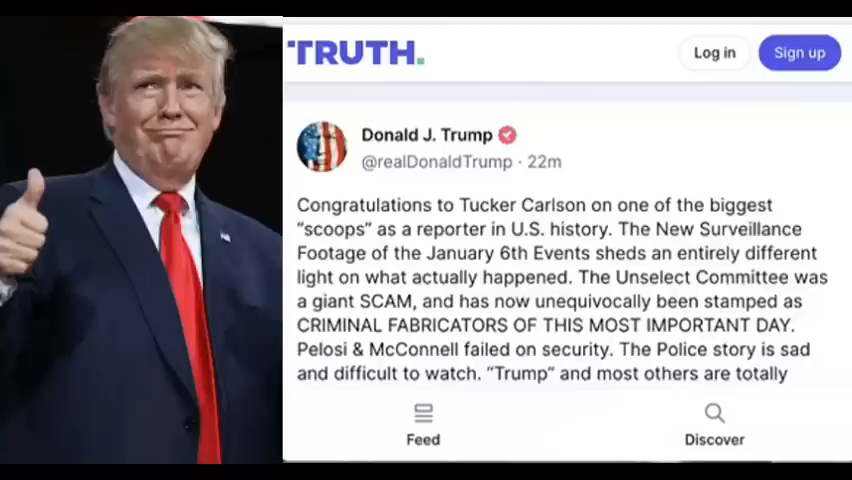 TRUTH.
Log in
Sign up
Donald J. Trump
@realDonaldTrump · 22m
Congratulations to Tucker Carlson on one of the biggest
“scoops” as a reporter in U.S. history. The New Surveillance
Footage of the January 6th Events sheds an entirely different
light on what actually happened. The Unselect Committee was
a giant SCAM, and has now unequivocally been stamped as
CRIMINAL FABRICATORS OF THIS MOST IMPORTANT DAY.
Pelosi & McConnell failed on security. The Police story is sad
and difficult to watch. “Trump” and most others are totally
Feed
Discover